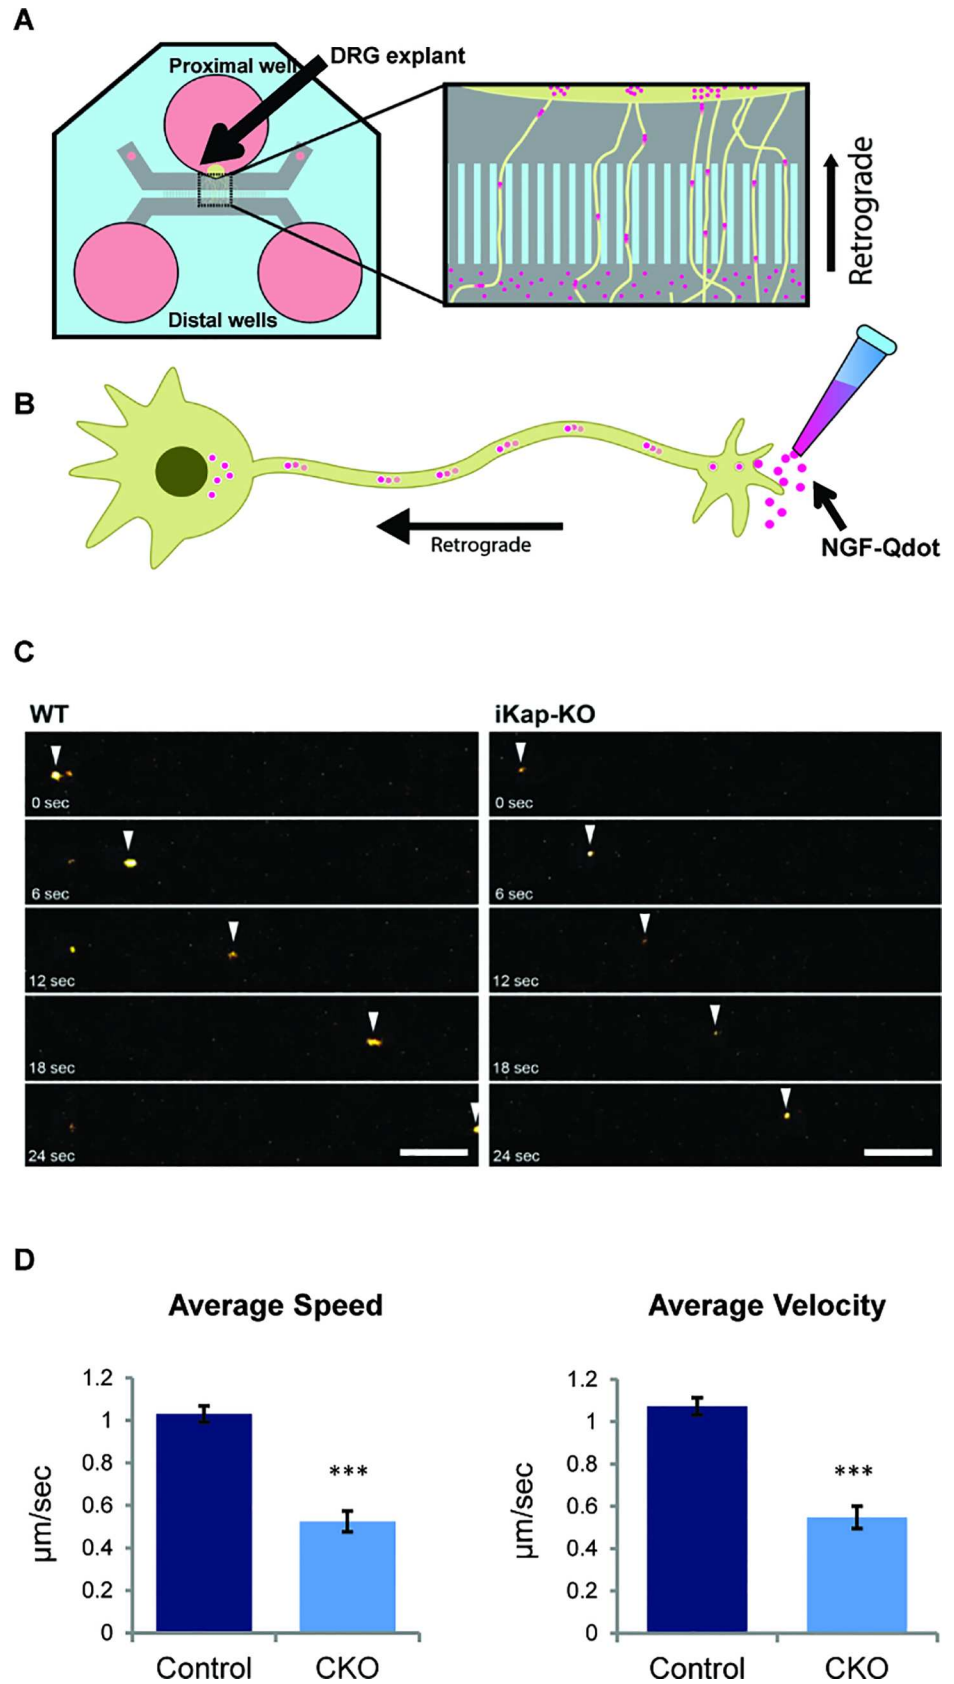 A
Proximal well
DRG explant
Distal wells
Retrograde
B
Retrograde
NGF-Qdot
C
WT
iKap-KO
0 sec
0 sec
6 sec
6 sec
12 sec
12 sec
18 sec
18 sec
24 sec
24 sec
D
Average Speed
Average Velocity
1.2
1
0.8
0.6
0.4
0.2
0
µm/sec
***
Control
CKO
1.2
1
0.8
0.6
0.4
0.2
0
µm/sec
***
Control
CKO